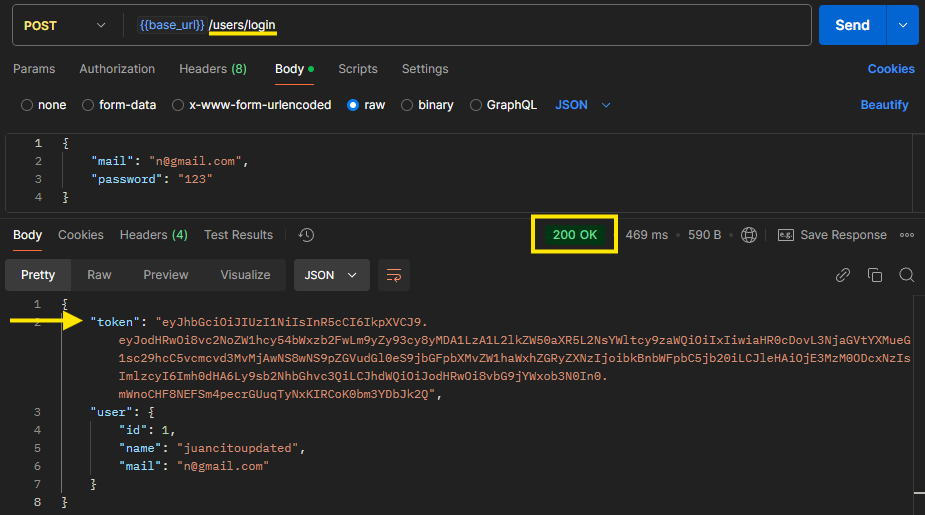 POST {{base_url}} /users/login Send
Params Authorization Headers (8) Body Scripts Settings Cookies
none form-data x-www-form-urlencoded raw binary GraphQL JSON Beautify
1 {
2 "mail": "n@gmail.com",
3 "password": "123"
4 }
Body Cookies Headers (4) Test Results 200 OK 469 ms 590 B e.g. Save Response
Pretty Raw Preview Visualize JSON
1 {
2 "token": "eyJhbGciOiJIUzI1NiIsInR5cCI6IkpXVCJ9.
eyJodHRwOi8vc2NoZW1hcy54bWxzb2FwLm9yZy93cy8yMDA1LzA1L2lkZW50aXR5L2NsYWltcy9zaWQiOiIxIiwiaHR0cDovL3NjaGVtYXMueG
1sc29hcC5vcmcvd3MvMjAwNS8wNS9pZGVudGl0eS9jbGFpbXMvZW1haWxhZGRyZXNzIjoibkBnbWFpbC5jb20iLCJleHAiOjE3MzM0ODcxNzIs
ImlzcyI6Imh0dHA6Ly9sb2NhbGhvc3QiLCJhdWQiOiJodHRwOi8vbG9jYWxob3N0In0.
mWnoCHF8NEFSm4pecrGUuqTyNxKIRCoK0bm3YDbJk2Q",
3 "user": {
4 "id": 1,
5 "name": "juancitoupdated",
6 "mail": "n@gmail.com"
7 }
8 }